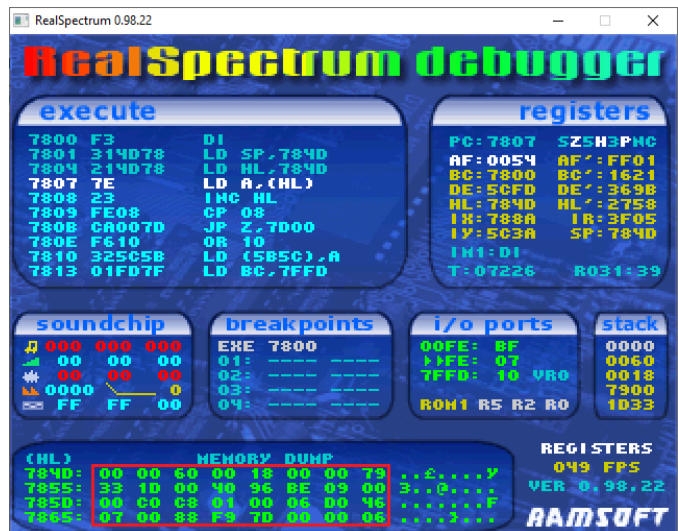 RealSpectrum 0.98.22
RealSpectrum debugger
execute
7800 F3 DI
7801 314D78 LD SP,784D
7804 214D78 LD HL,784D
7807 7E LD A,(HL)
7808 23 INC HL
7809 FE08 CP 08
780B CA007D JP Z,7D00
780E F610 OR 10
7810 325C5B LD (5B5C),A
7813 01FD7F LD BC,7FFD
registers
PC:7807 SZ5H3PNC
AF:0054 AF':FF01
BC:7800 BC':1621
DE:5CFD DE':369B
HL:784D HL':2758
IX:788A IR:3F05
IY:5C3A SP:784D
IM1:DI
T:07226 R031:39
soundchip
000 000 000
00 00 00
00 00 00
0000 0
FF FF 00
breakpoints
EXE 7800
01: ---- ----
02: ---- ----
03: ---- ----
04: ---- ----
i/o ports
00FE: BF
FE: 07
7FFD: 10 VR0
ROM1 R5 R2 R0
stack
0000
0060
0018
7900
1D33
(HL) MEMORY DUMP
784D: 00 00 60 00 18 00 00 79 ..£....y
7855: 33 1D 00 40 96 BE 09 00 3..@....
785D: 00 C0 C8 01 00 06 D0 46 .......F
7865: 07 00 88 F9 7D 00 00 06 ....}...
REGISTERS
049 FPS
VER 0.98.22
RAMSOFT